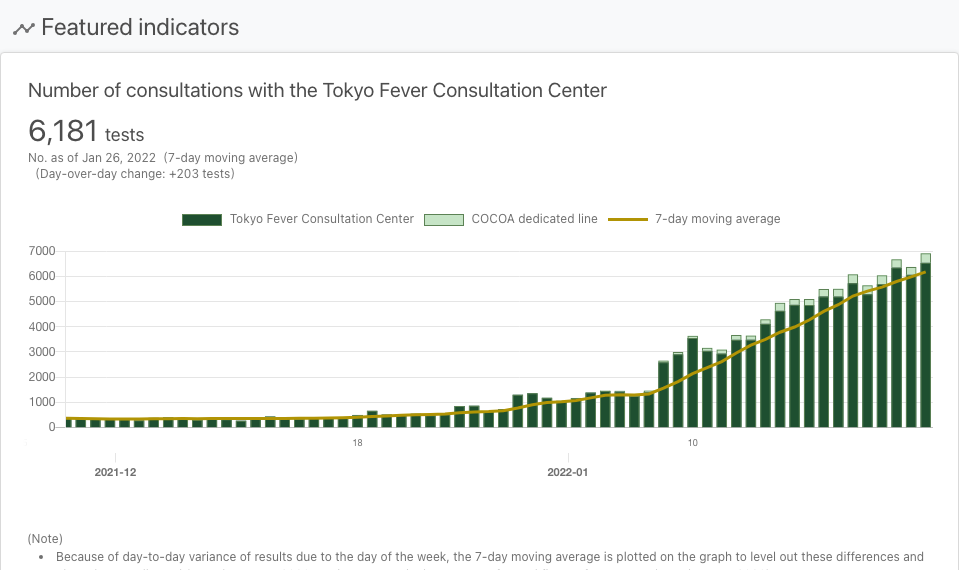 Featured indicators
Number of consultations with the Tokyo Fever Consultation Center
6,181 tests
No. as of Jan 26, 2022 (7-day moving average)
(Day-over-day change: +203 tests)
Tokyo Fever Consultation Center COCOA dedicated line 7-day moving average
7000
6000
5000
4000
3000
2000
1000
0
18 10
2021-12 2022-01
(Note)
• Because of day-to-day variance of results due to the day of the week, the 7-day moving average is plotted on the graph to level out these differences and